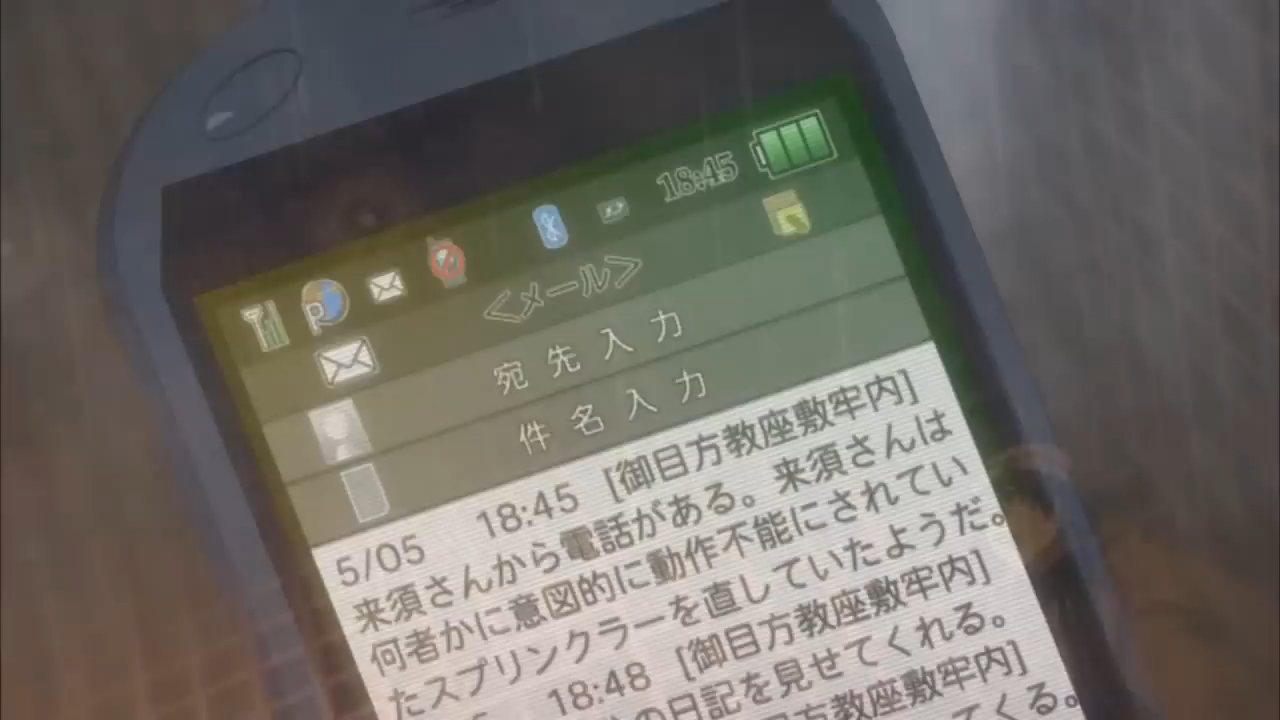 18:45
<メール>
宛先入力
件名入力
5/05 18:45 [御目方教座敷牢内]
来須さんから電話がある。来須さんは
何者かに意図的に動作不能にされてい
たスプリンクラーを直していたようだ。
18:48 [御目方教座敷牢内]
の日記を見せてくれる。
教座敷牢内]
てくる。